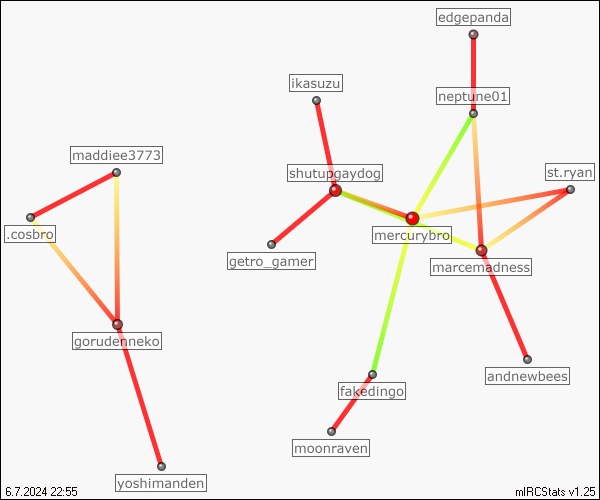 edgepanda
ikasuzu
neptune01
maddiee3773
shutupgaydog
st.ryan
.cosbro
mercurybro
getro_gamer
marcemadness
gorudenneko
andnewbees
fakedingo
moonraven
yoshimanden
6.7.2024 22:55
mIRCStats v1.25